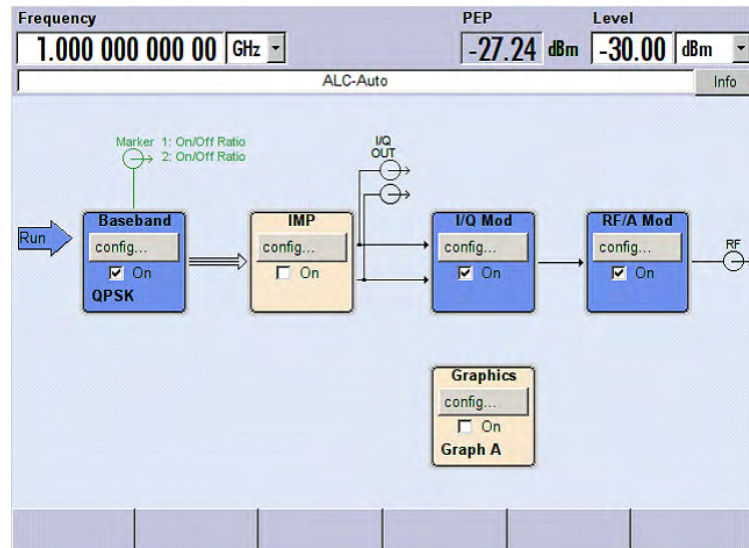 Frequency PEP Level
1.000 000 000 00 GHz -27.24 dBm -30.00 dBm
ALC-Auto Info
Marker 1: On/Off Ratio
2: On/Off Ratio
I/Q
OUT
Run
Baseband IMP I/Q Mod RF/A Mod
config... config... config... config...
On On On On
QPSK
RF
Graphics
config...
On
Graph A